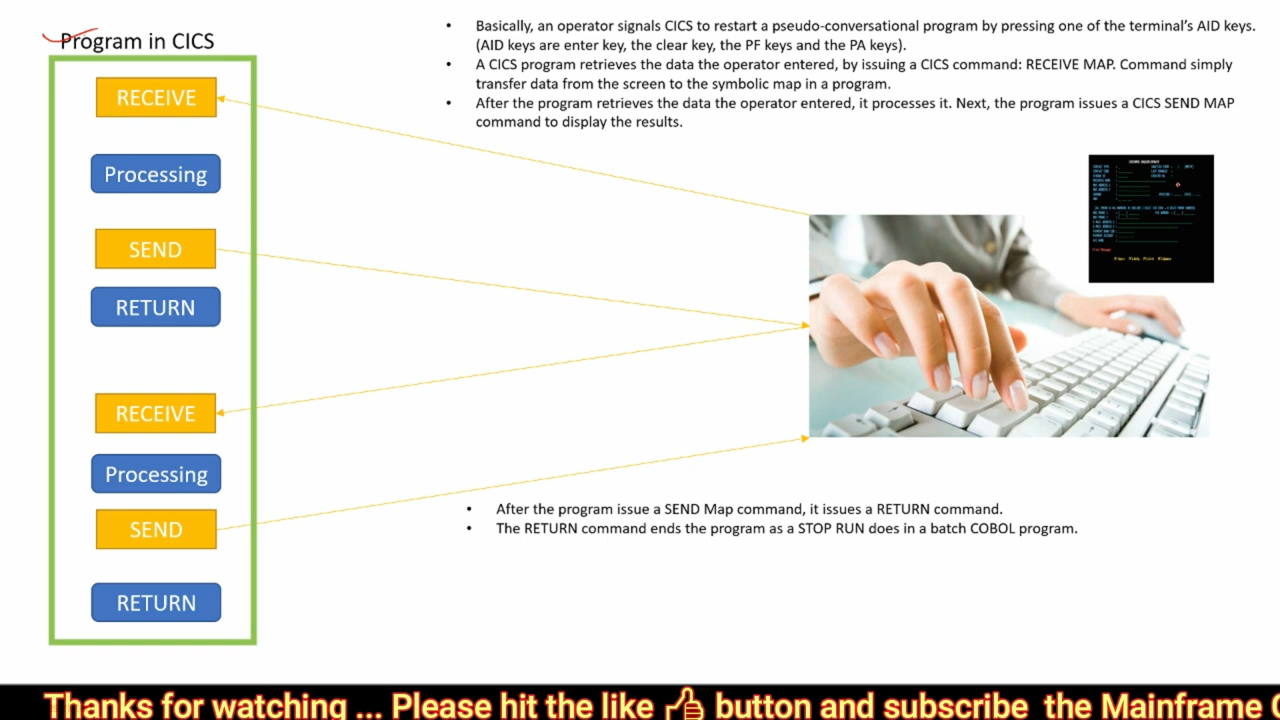 Program in CICS
• Basically, an operator signals CICS to restart a pseudo-conversational program by pressing one of the terminal's AID keys.
(AID keys are enter key, the clear key, the PF keys and the PA keys).
• A CICS program retrieves the data the operator entered, by issuing a CICS command: RECEIVE MAP. Command simply
transfer data from the screen to the symbolic map in a program.
• After the program retrieves the data the operator entered, it processes it. Next, the program issues a CICS SEND MAP
command to display the results.
RECEIVE
Processing
SEND
RETURN
RECEIVE
Processing
SEND
RETURN
• After the program issue a SEND Map command, it issues a RETURN command.
• The RETURN command ends the program as a STOP RUN does in a batch COBOL program.
Thanks for watching ... Please hit the like 👍 button and subscribe the Mainframe